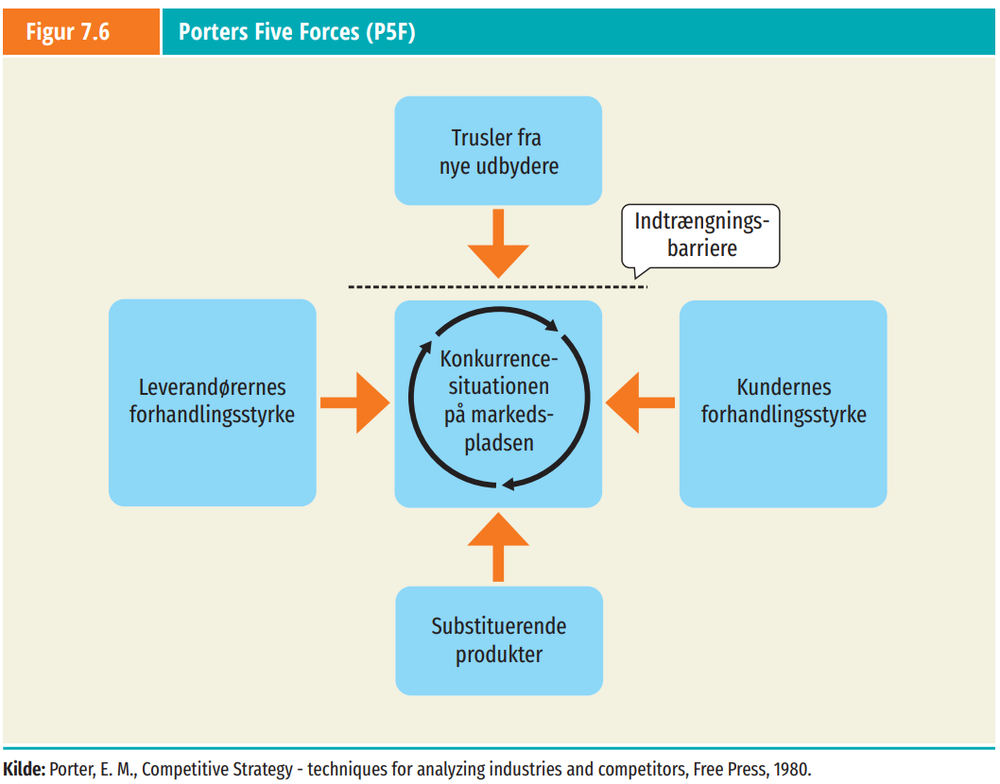 Figur 7.6
Porters Five Forces (P5F)
Trusler fra
nye udbydere
Indtrængnings-
barriere
Leverandørernes
forhandlingsstyrke
Konkurrence-
situationen
på markeds-
pladsen
Kundernes
forhandlingsstyrke
Substituerende
produkter
Kilde: Porter, E. M., Competitive Strategy - techniques for analyzing industries and competitors, Free Press, 1980.